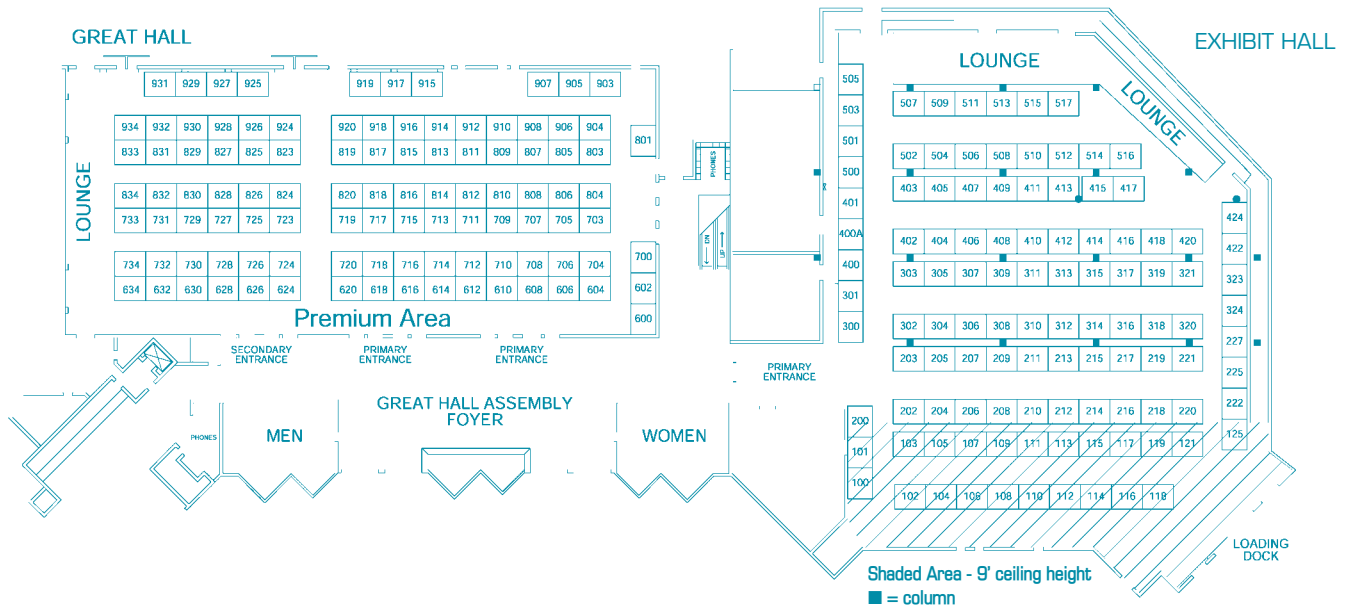 GREAT HALL
EXHIBIT HALL
931 929 927 925 919 917 915 907 905 903
934 932 930 928 926 924 920 918 916 914 912 910 908 906 904
833 831 829 827 825 823 819 817 815 813 811 809 807 805 803
801
834 832 830 828 826 824 820 818 816 814 812 810 808 806 804
733 731 729 727 725 723 719 717 715 713 711 709 707 705 703
734 732 730 728 726 724 720 718 716 714 712 710 708 706 704
634 632 630 628 626 624 620 618 616 614 612 610 608 606 604
700
602
600
LOUNGE
Premium Area
SECONDARY
ENTRANCE
PRIMARY
ENTRANCE
PRIMARY
ENTRANCE
PHONES
DN
UP
PRIMARY
ENTRANCE
GREAT HALL ASSEMBLY
FOYER
PHONES
MEN
WOMEN
LOUNGE
LOUNGE
505
503
501
500
401
400A
400
301
300
507 509 511 513 515 517
502 504 506 508 510 512 514 516
403 405 407 409 411 413 415 417
402 404 406 408 410 412 414 416 418 420
303 305 307 309 311 313 315 317 319 321
302 304 306 308 310 312 314 316 318 320
203 205 207 209 211 213 215 217 219 221
202 204 206 208 210 212 214 216 218 220
103 105 107 109 111 113 115 117 119 121
102 104 106 108 110 112 114 116 118
424
422
323
324
227
225
222
125
200
101
100
LOADING
DOCK
Shaded Area - 9' ceiling height
= column